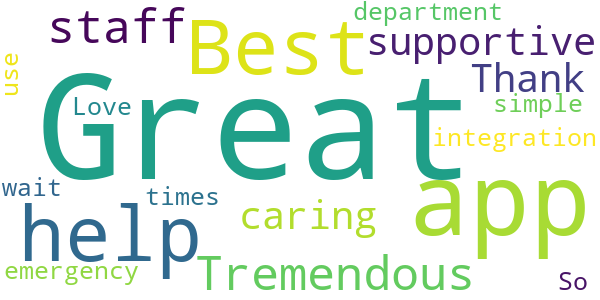 department
staff
Best
supportive
use
Thank
Great
Love
simple
integration
wait
times
app
help
caring
emergency
Tremendous
So